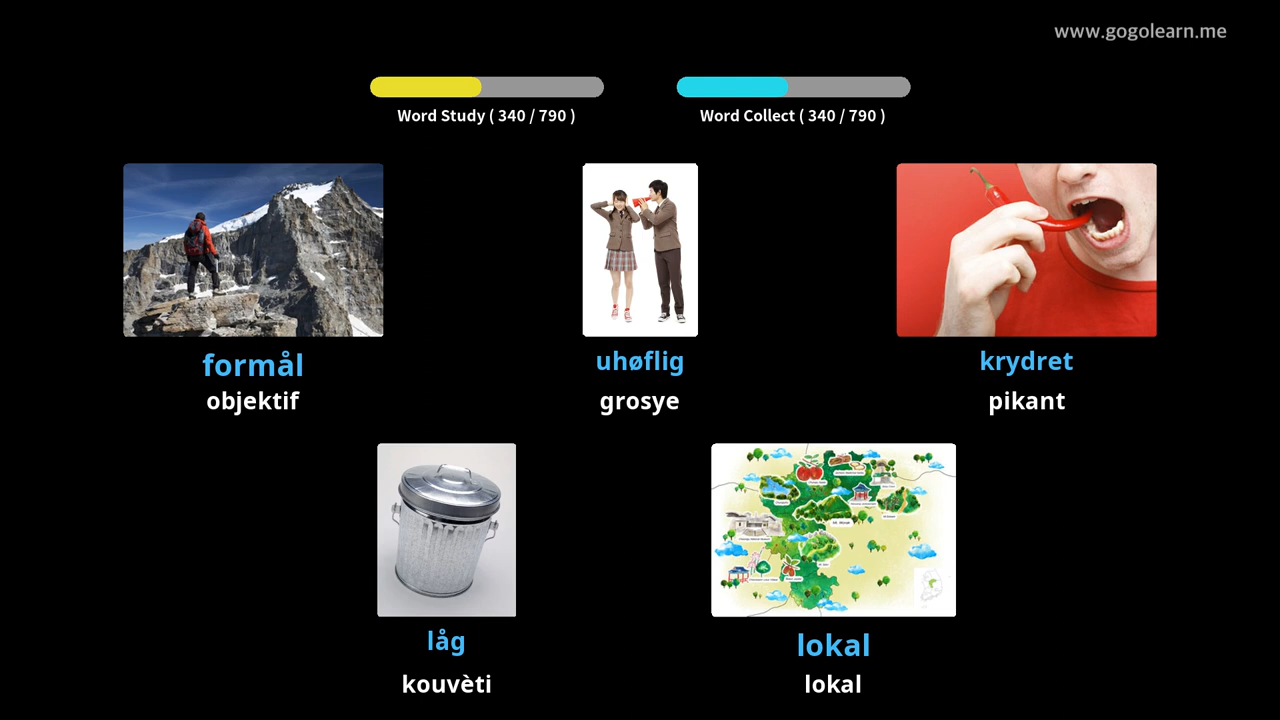 www.gogolearn.me
Word Study ( 340 / 790 )
Word Collect ( 340 / 790 )
formål
objektif
uhøflig
grosye
krydret
pikant
låg
kouvèti
lokal
lokal